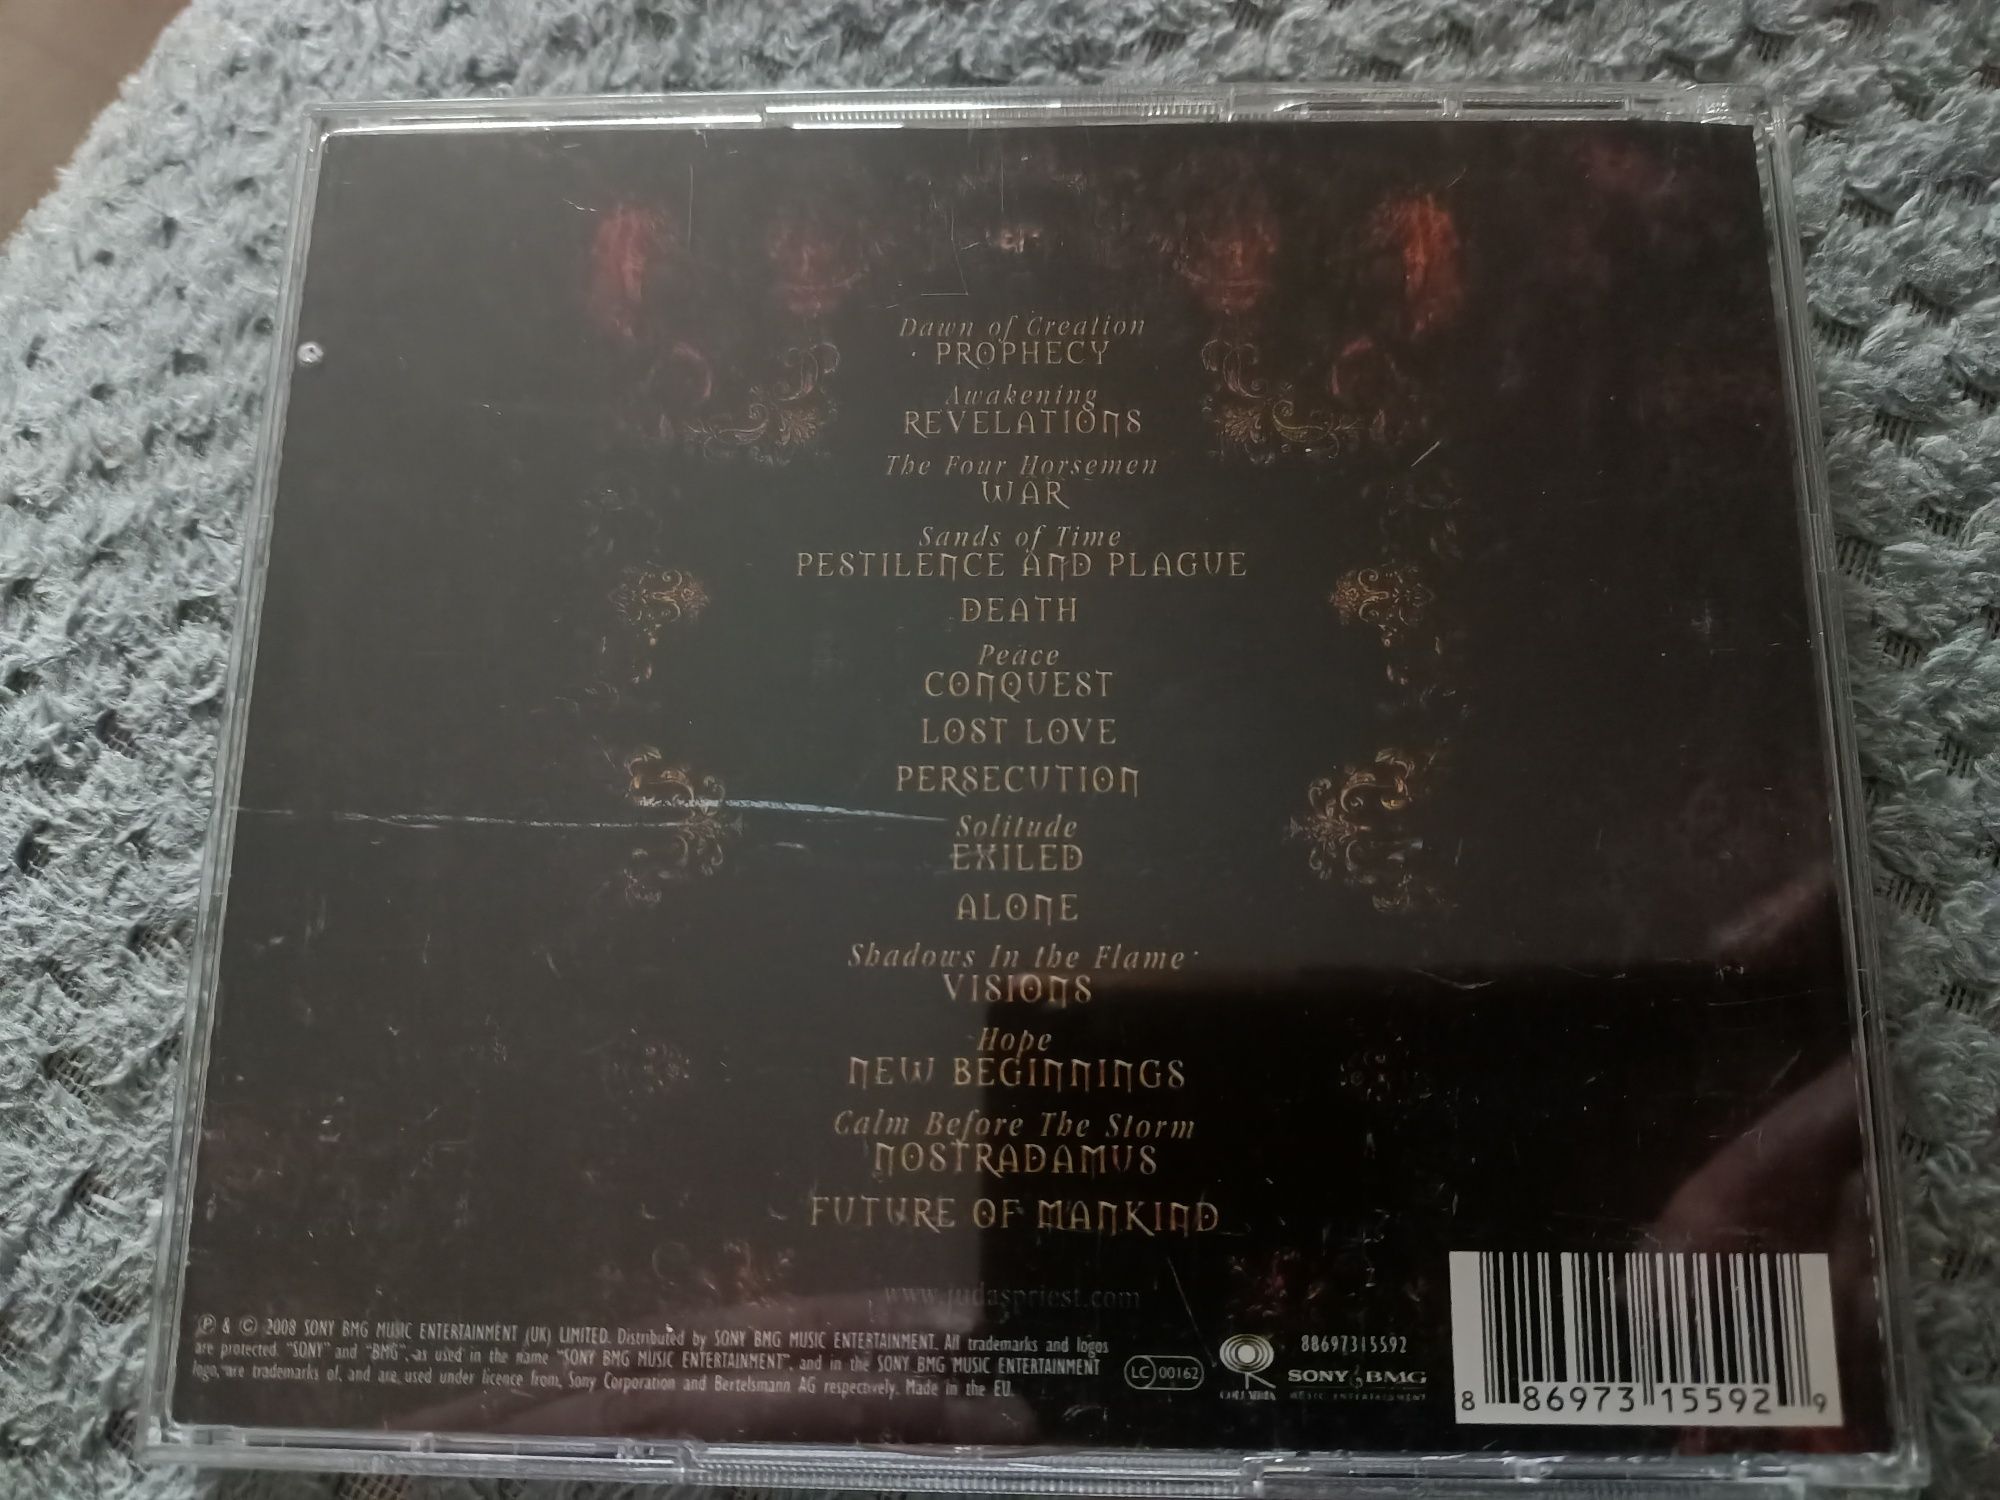 Dawn of Creation
PROPHECY
Awakening
REVELATIONS
The Four Horsemen
WAR
Sands of Time
PESTILENCE AND PLAGUE
DEATH
Peace
CONQUEST
LOST LOVE
PERSECUTION
Solitude
EXILED
ALONE
Shadows In the Flame
VISIONS
Hope
NEW BEGINNINGS
Calm Before The Storm
NOSTRADAMUS
FUTURE OF MANKIND
www.judaspriest.com
℗ & © 2008 SONY BMG MUSIC ENTERTAINMENT (UK) LIMITED. Distributed by SONY BMG MUSIC ENTERTAINMENT. All trademarks and logos
are protected. "SONY" and "BMG", as used in the name "SONY BMG MUSIC ENTERTAINMENT", and in the SONY BMG MUSIC ENTERTAINMENT
logo, are trademarks of, and are used under licence from, Sony Corporation and Bertelsmann AG respectively. Made in the EU.
LC 00162
COLUMBIA
88697315592
SONY BMG
MUSIC ENTERTAINMENT
8 86973 15592 9